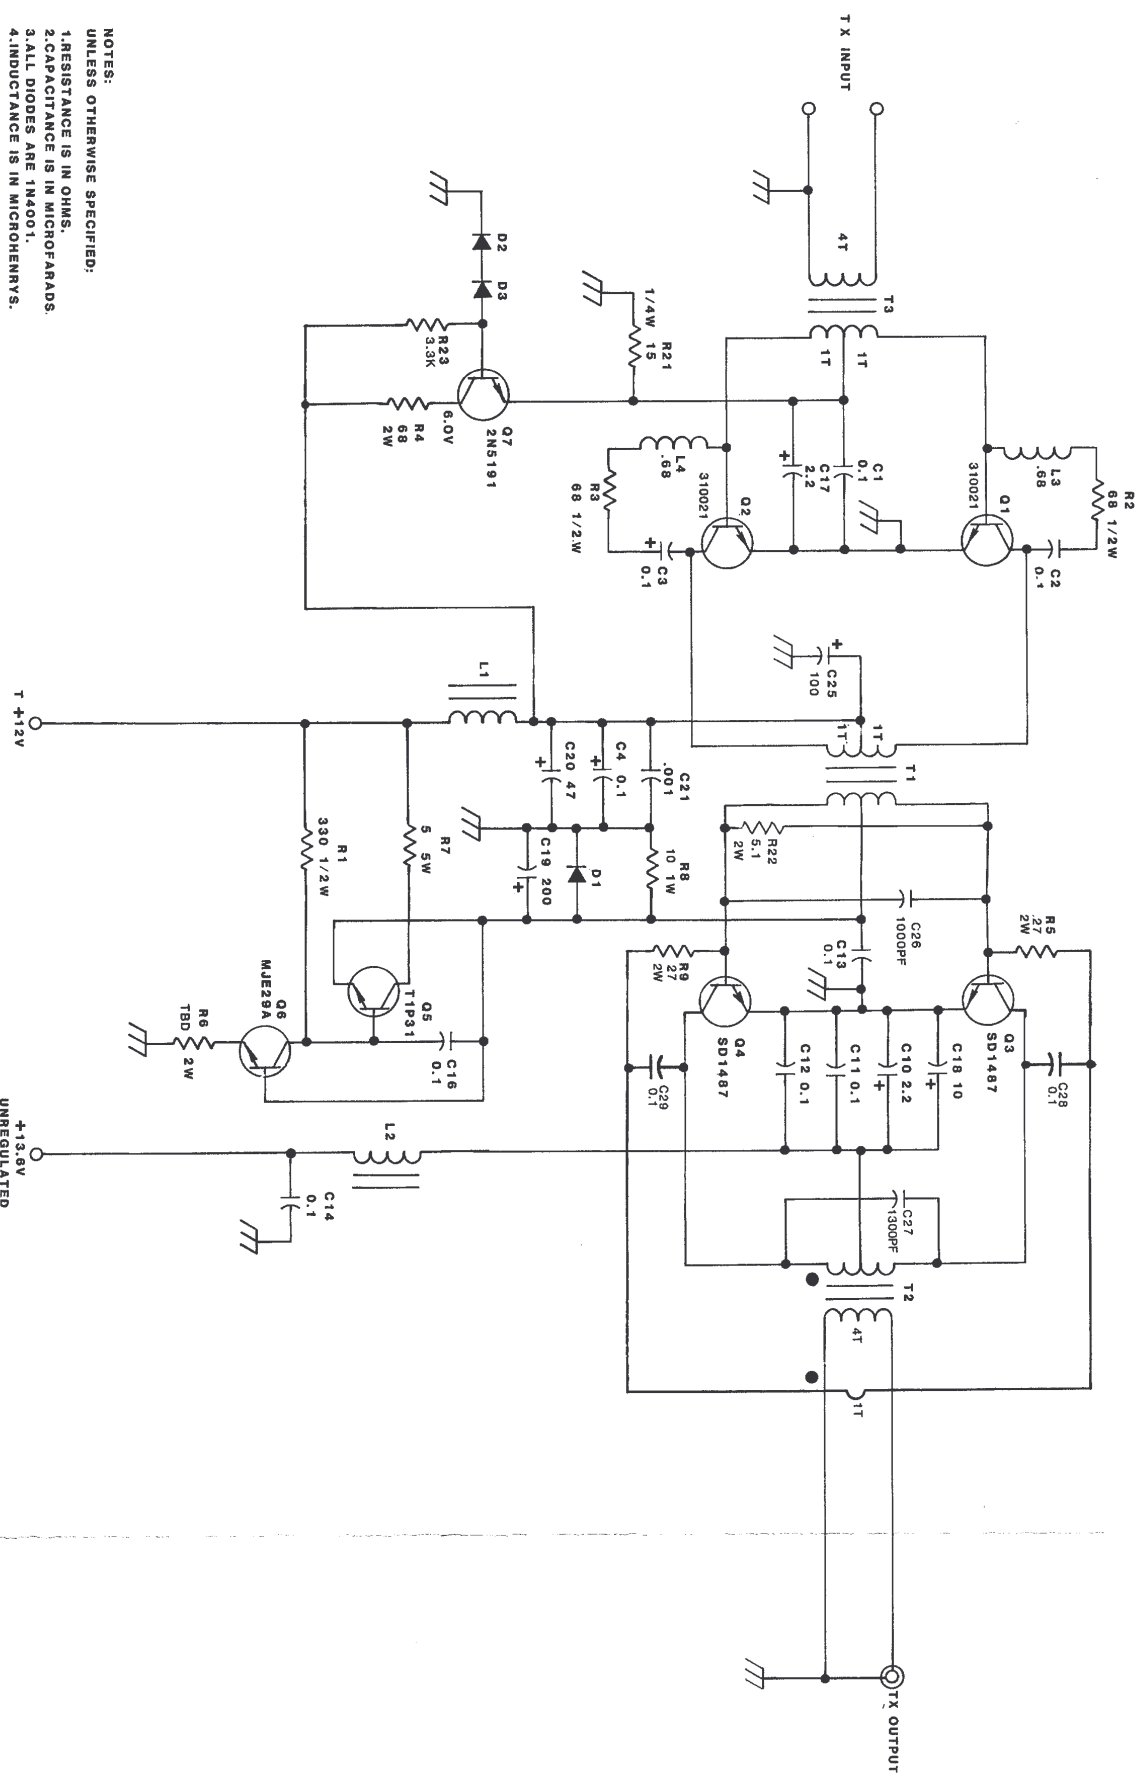 TX INPUT
4T
T3
1T
1T
R2
68 1/2W
L3
.68
Q1
310021
C2
0.1
C1
0.1
C17
2.2
+
Q2
310021
L4
.68
R3
68 1/2W
C3
0.1
+
R21
1/4W 15
D2
D3
R23
3.3K
R4
68
2W
6.0V
Q7
2N5191
C25
100
+
1T
1T
T1
L1
T +12V
C21
.001
C4 0.1
+
C20 47
+
C19 200
+
D1
R8
10 1W
R22
5.1
2W
C26
1000PF
C13
0.1
R5
.27
2W
R9
27
2W
Q3
SD1487
Q4
SD1487
C28
0.1
C29
0.1
C18 10
+
C10 2.2
+
C11 0.1
C12 0.1
R7
5 5W
R1
330 1/2W
Q5
T1P31
C16
0.1
Q6
MJE29A
R6
TBD 2W
+13.6V
UNREGULATED
L2
C14
0.1
C27
1300PF
T2
4T
1T
TX OUTPUT
NOTES:
UNLESS OTHERWISE SPECIFIED;
1.RESISTANCE IS IN OHMS.
2.CAPACITANCE IS IN MICROFARADS.
3.ALL DIODES ARE 1N4001.
4.INDUCTANCE IS IN MICROHENRYS.